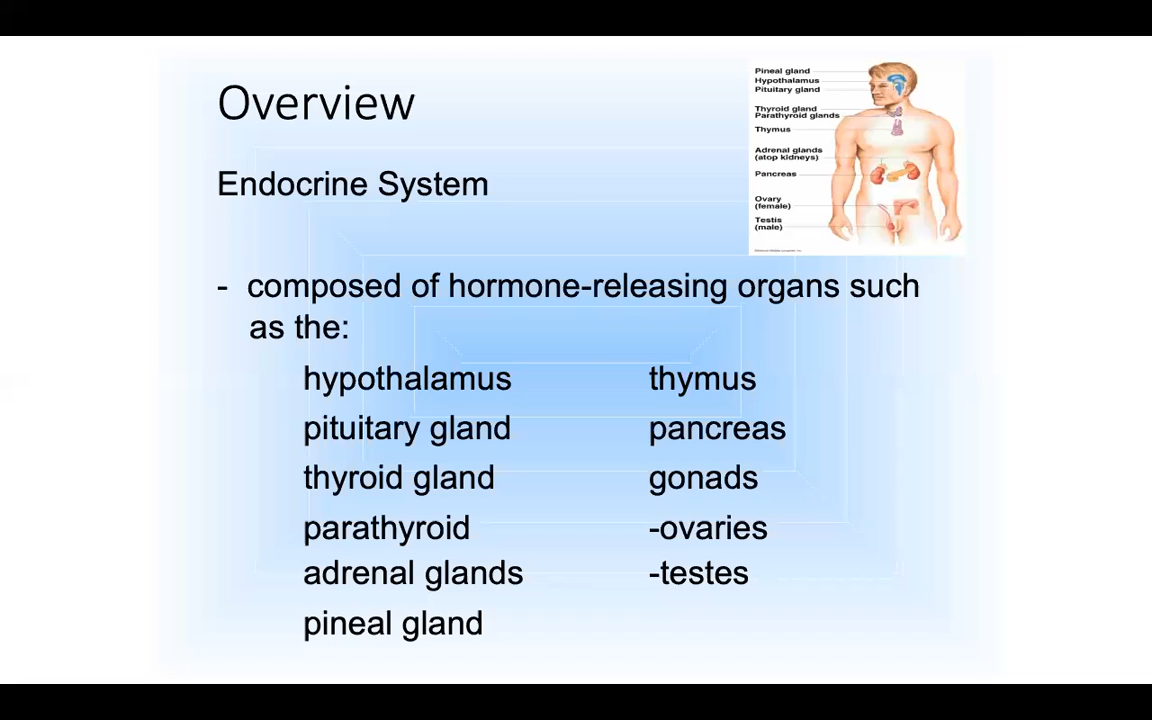 Overview
Endocrine System
- composed of hormone-releasing organs such
as the:
hypothalamus
pituitary gland
thyroid gland
parathyroid
adrenal glands
pineal gland
thymus
pancreas
gonads
-ovaries
-testes
Pineal gland
Hypothalamus
Pituitary gland
Thyroid gland
Parathyroid glands
Thymus
Adrenal glands
(atop kidneys)
Pancreas
Ovary
(female)
Testis
(male)